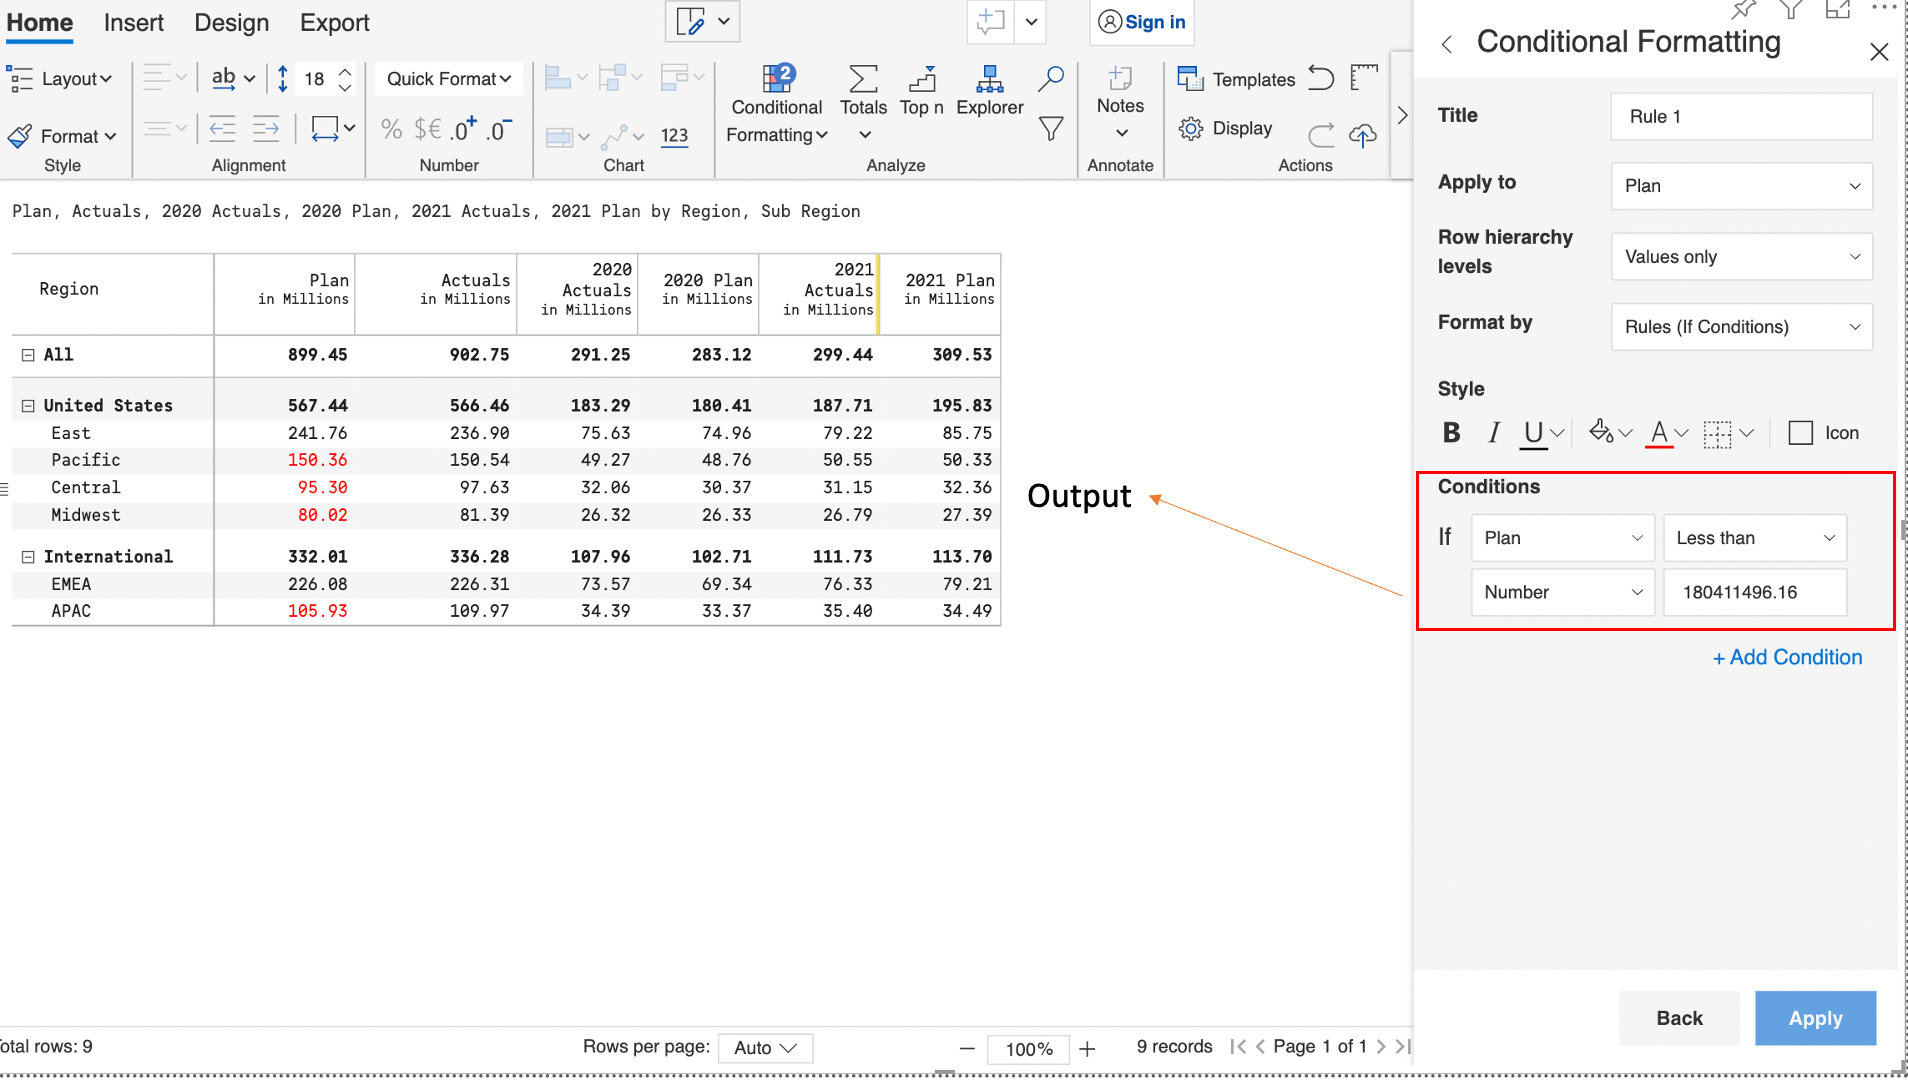 Home Insert Design Export Sign in
Layout ab 18 Quick Format 2 Templates
Conditional Formatting Totals Top n Explorer Notes
Format % $€ .0+ .0- 123 Display
Style Alignment Number Chart Analyze Annotate Actions
Plan, Actuals, 2020 Actuals, 2020 Plan, 2021 Actuals, 2021 Plan by Region, Sub Region
Region Plan in Millions Actuals in Millions 2020 Actuals in Millions 2020 Plan in Millions 2021 Actuals in Millions 2021 Plan in Millions
All 899.45 902.75 291.25 283.12 299.44 309.53
United States 567.44 566.46 183.29 180.41 187.71 195.83
East 241.76 236.90 75.63 74.96 79.22 85.75
Pacific 150.36 150.54 49.27 48.76 50.55 50.33
Central 95.30 97.63 32.06 30.37 31.15 32.36
Midwest 80.02 81.39 26.32 26.33 26.79 27.39
International 332.01 336.28 107.96 102.71 111.73 113.70
EMEA 226.08 226.31 73.57 69.34 76.33 79.21
APAC 105.93 109.97 34.39 33.37 35.40 34.49
Output
Conditional Formatting
Title Rule 1
Apply to Plan
Row hierarchy levels Values only
Format by Rules (If Conditions)
Style
B I U A Icon
Conditions
If Plan Less than
Number 180411496.16
+ Add Condition
Back Apply
otal rows: 9 Rows per page: Auto 100% 9 records Page 1 of 1